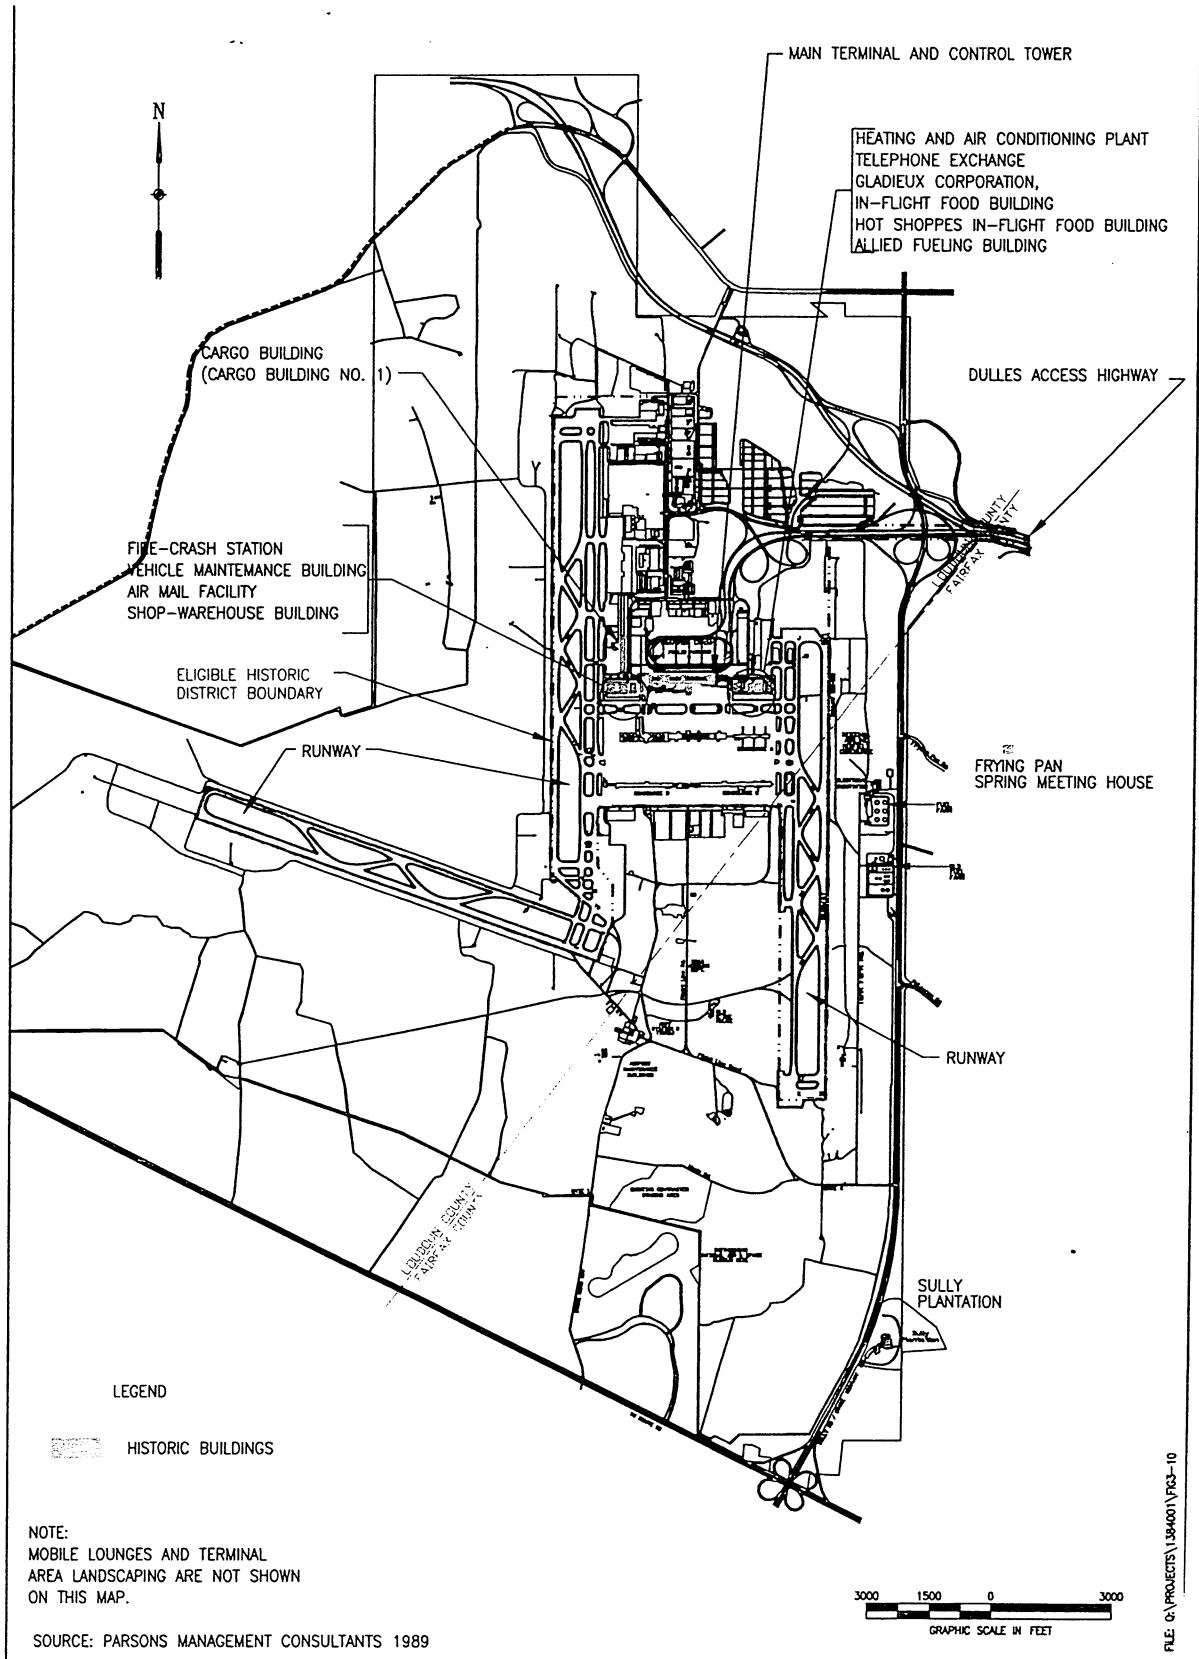 MAIN TERMINAL AND CONTROL TOWER
N
HEATING AND AIR CONDITIONING PLANT
TELEPHONE EXCHANGE
GLADIEUX CORPORATION,
IN-FLIGHT FOOD BUILDING
HOT SHOPPES IN-FLIGHT FOOD BUILDING
ALLIED FUELING BUILDING
CARGO BUILDING
(CARGO BUILDING NO. 1)
DULLES ACCESS HIGHWAY
LOUDOUN COUNTY
FAIRFAX COUNTY
FIRE-CRASH STATION
VEHICLE MAINTEMANCE BUILDING
AIR MAIL FACILITY
SHOP-WAREHOUSE BUILDING
ELIGIBLE HISTORIC
DISTRICT BOUNDARY
RUNWAY
FRYING PAN
SPRING MEETING HOUSE
RUNWAY
LOUDOUN COUNTY
FAIRFAX COUNTY
SULLY
PLANTATION
LEGEND
HISTORIC BUILDINGS
NOTE:
MOBILE LOUNGES AND TERMINAL
AREA LANDSCAPING ARE NOT SHOWN
ON THIS MAP.
3000 1500 0 3000
GRAPHIC SCALE IN FEET
SOURCE: PARSONS MANAGEMENT CONSULTANTS 1989
FILE: Q:\PROJECTS\1384001\FIG3-10